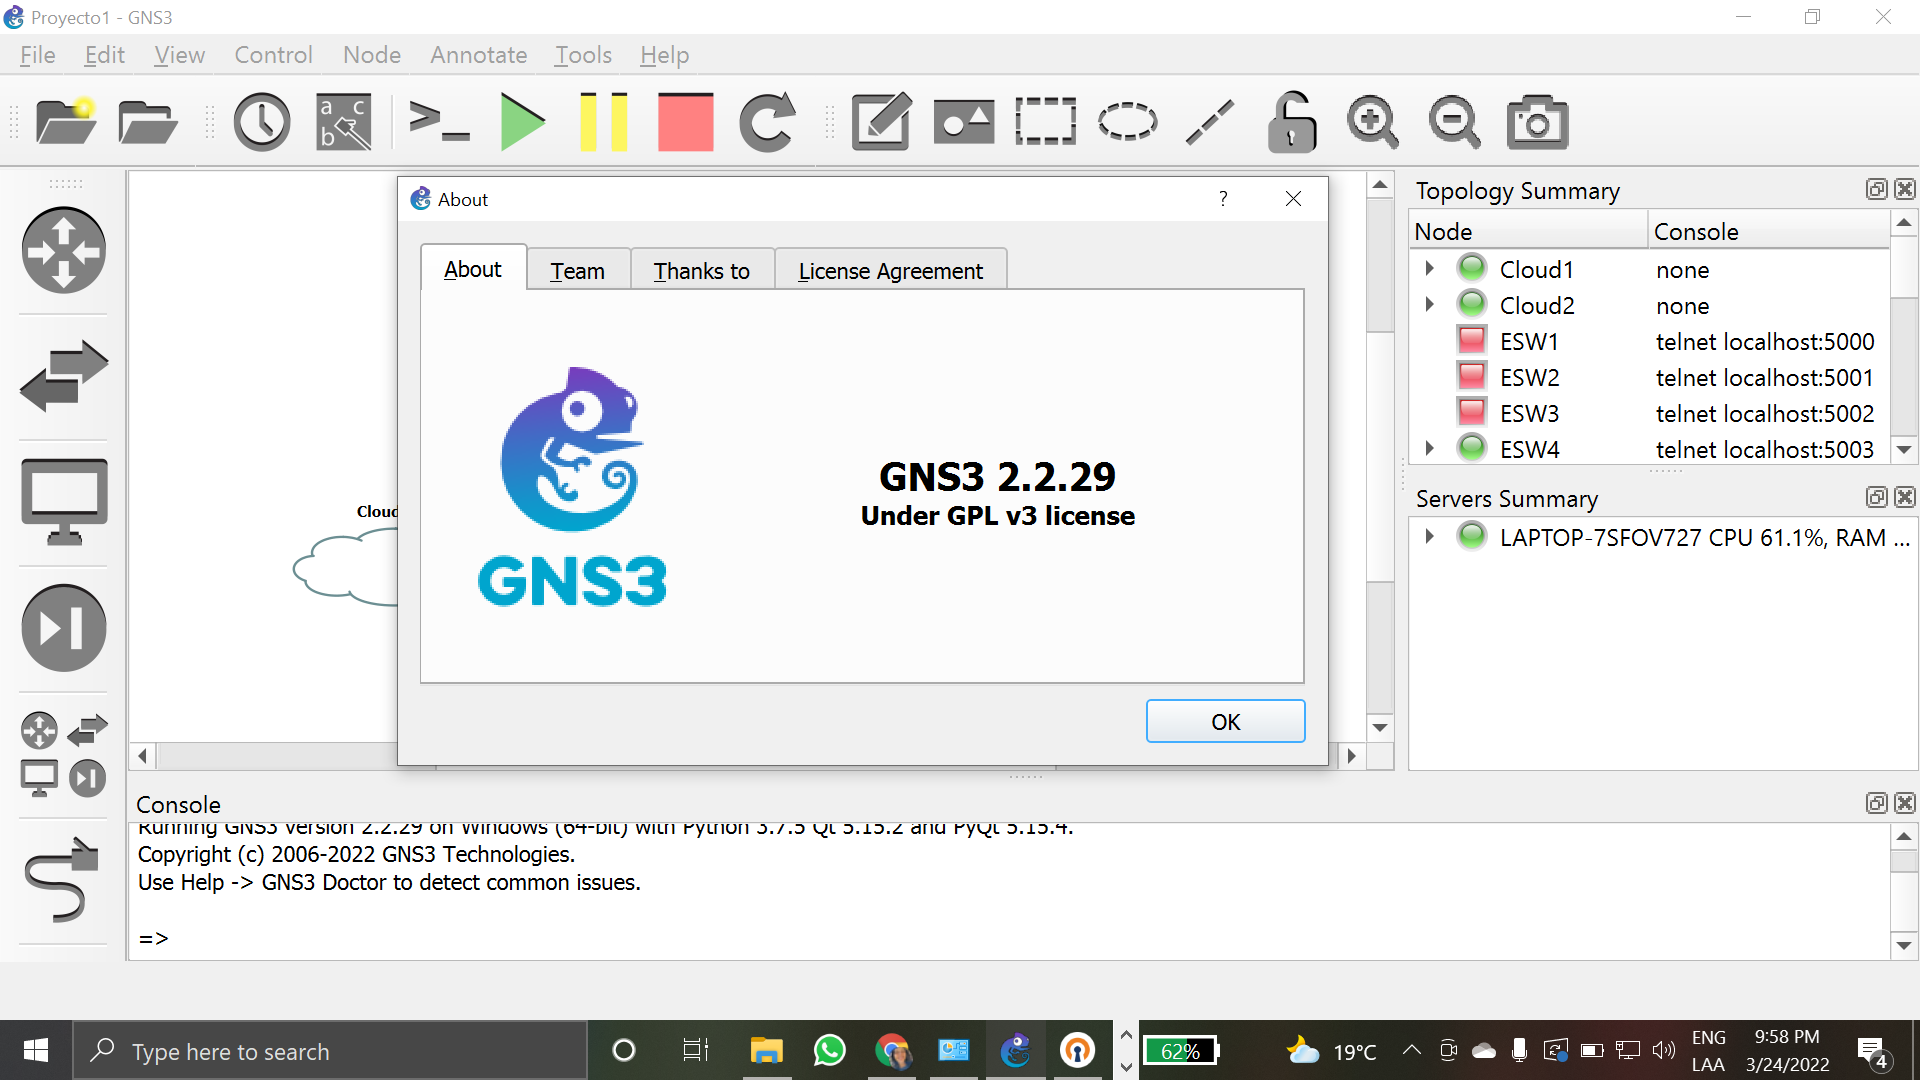 Proyecto1 - GNS3
File Edit View Control Node Annotate Tools Help
a c
b
>_
About
?
About Team Thanks to License Agreement
GNS3
GNS3 2.2.29
Under GPL v3 license
OK
Cloud
Topology Summary
Node Console
Cloud1 none
Cloud2 none
ESW1 telnet localhost:5000
ESW2 telnet localhost:5001
ESW3 telnet localhost:5002
ESW4 telnet localhost:5003
Servers Summary
LAPTOP-7SFOV727 CPU 61.1%, RAM ...
Console
Running GNS3 version 2.2.29 on Windows (64-bit) with Python 3.7.5 Qt 5.15.2 and PyQt 5.15.4.
Copyright (c) 2006-2022 GNS3 Technologies.
Use Help -> GNS3 Doctor to detect common issues.
=>
Type here to search
62%
19°C
ENG
LAA
9:58 PM
3/24/2022
4